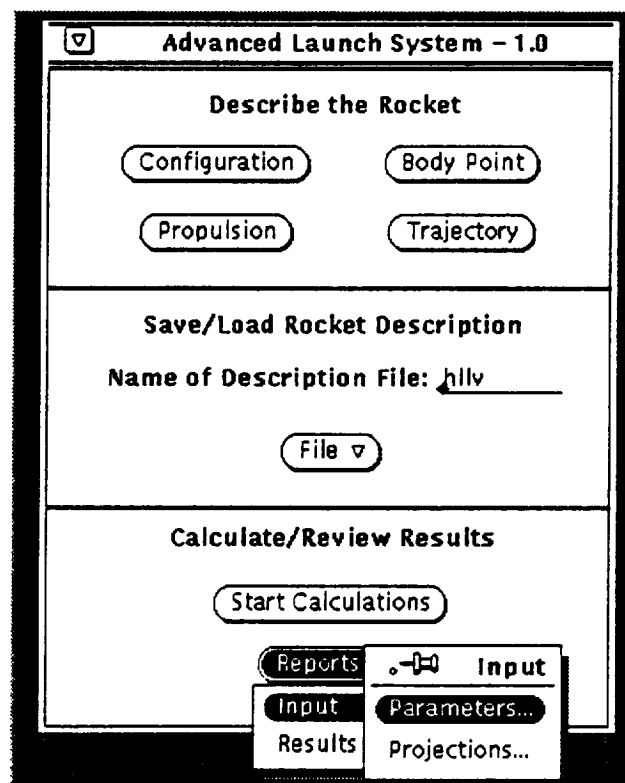 Advanced Launch System – 1.0
Describe the Rocket
Configuration Body Point
Propulsion Trajectory
Save/Load Rocket Description
Name of Description File: hllv
File
Calculate/Review Results
Start Calculations
Reports Input
Input Parameters...
Results Projections...